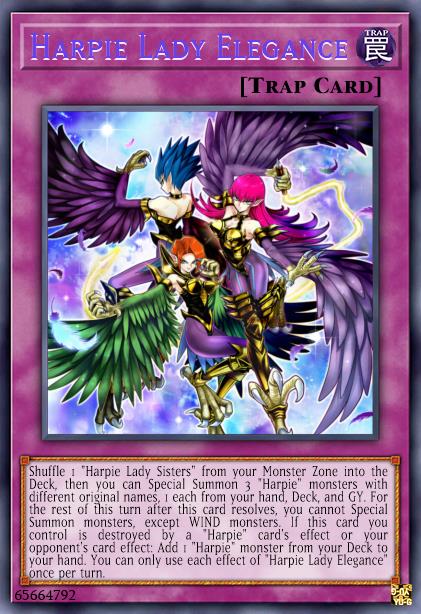 Harpie Lady Elegance
TRAP
罠
[Trap Card]
Shuffle 1 "Harpie Lady Sisters" from your Monster Zone into the
Deck, then you can Special Summon 3 "Harpie" monsters with
different original names, 1 each from your hand, Deck, and GY. For
the rest of this turn after this card resolves, you cannot Special
Summon monsters, except WIND monsters. If this card you
control is destroyed by a "Harpie" card's effect or your
opponent's card effect: Add 1 "Harpie" monster from your Deck to
your hand. You can only use each effect of "Harpie Lady Elegance"
once per turn.
65664792